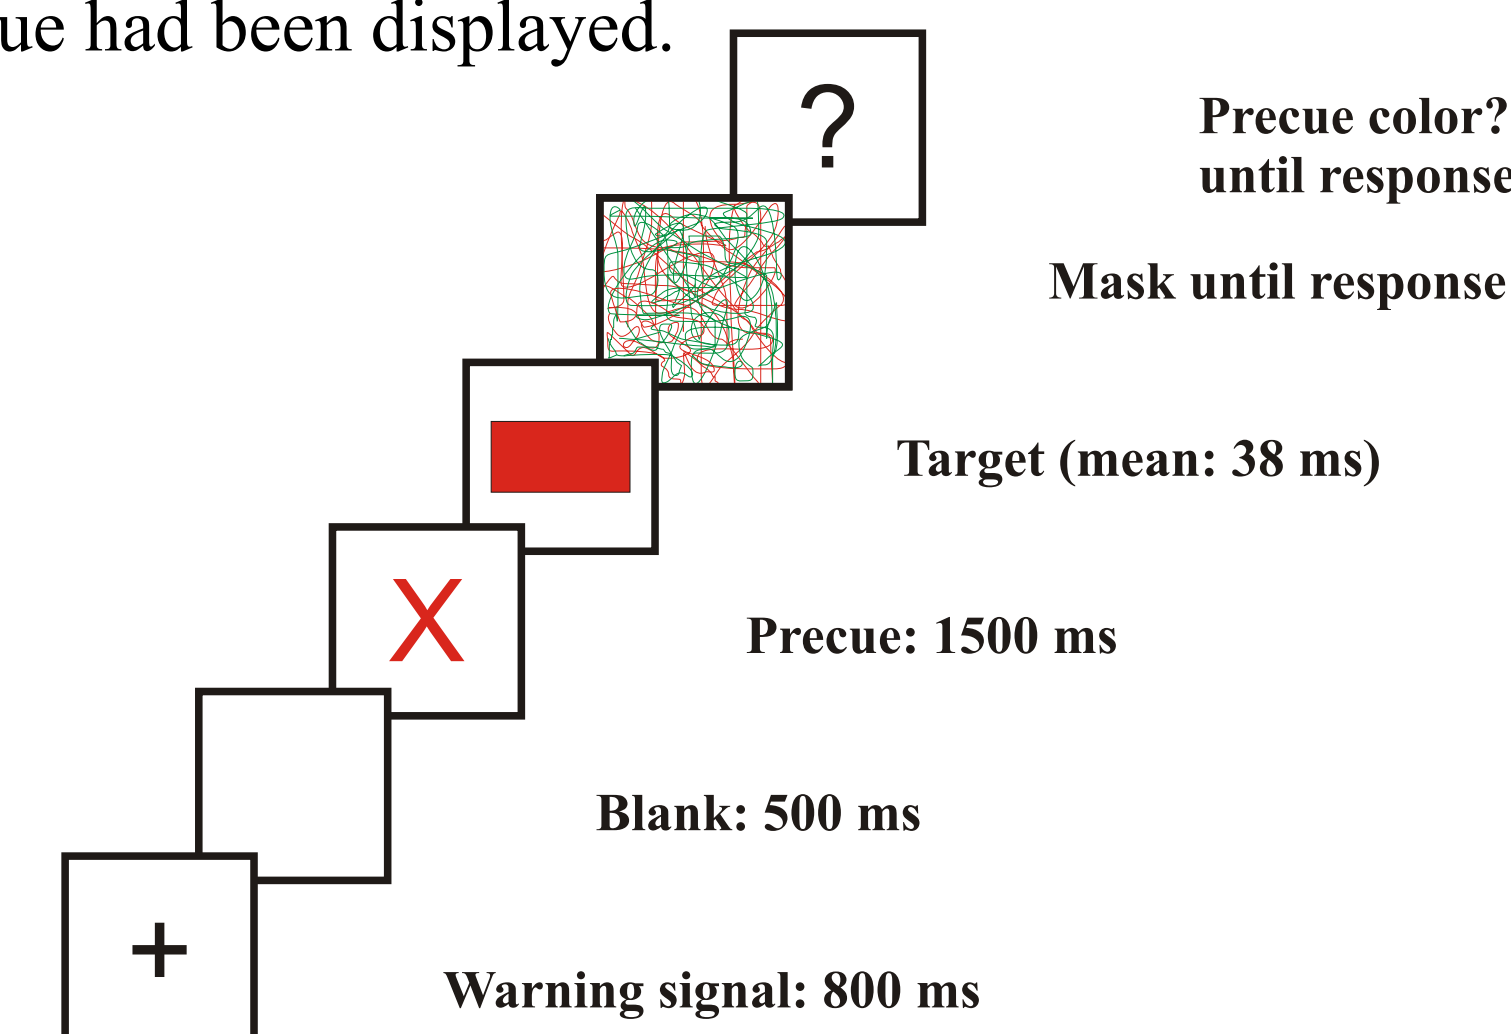 ue had been displayed.
?
Precue color?
until response
Mask until response
Target (mean: 38 ms)
X
Precue: 1500 ms
Blank: 500 ms
+
Warning signal: 800 ms